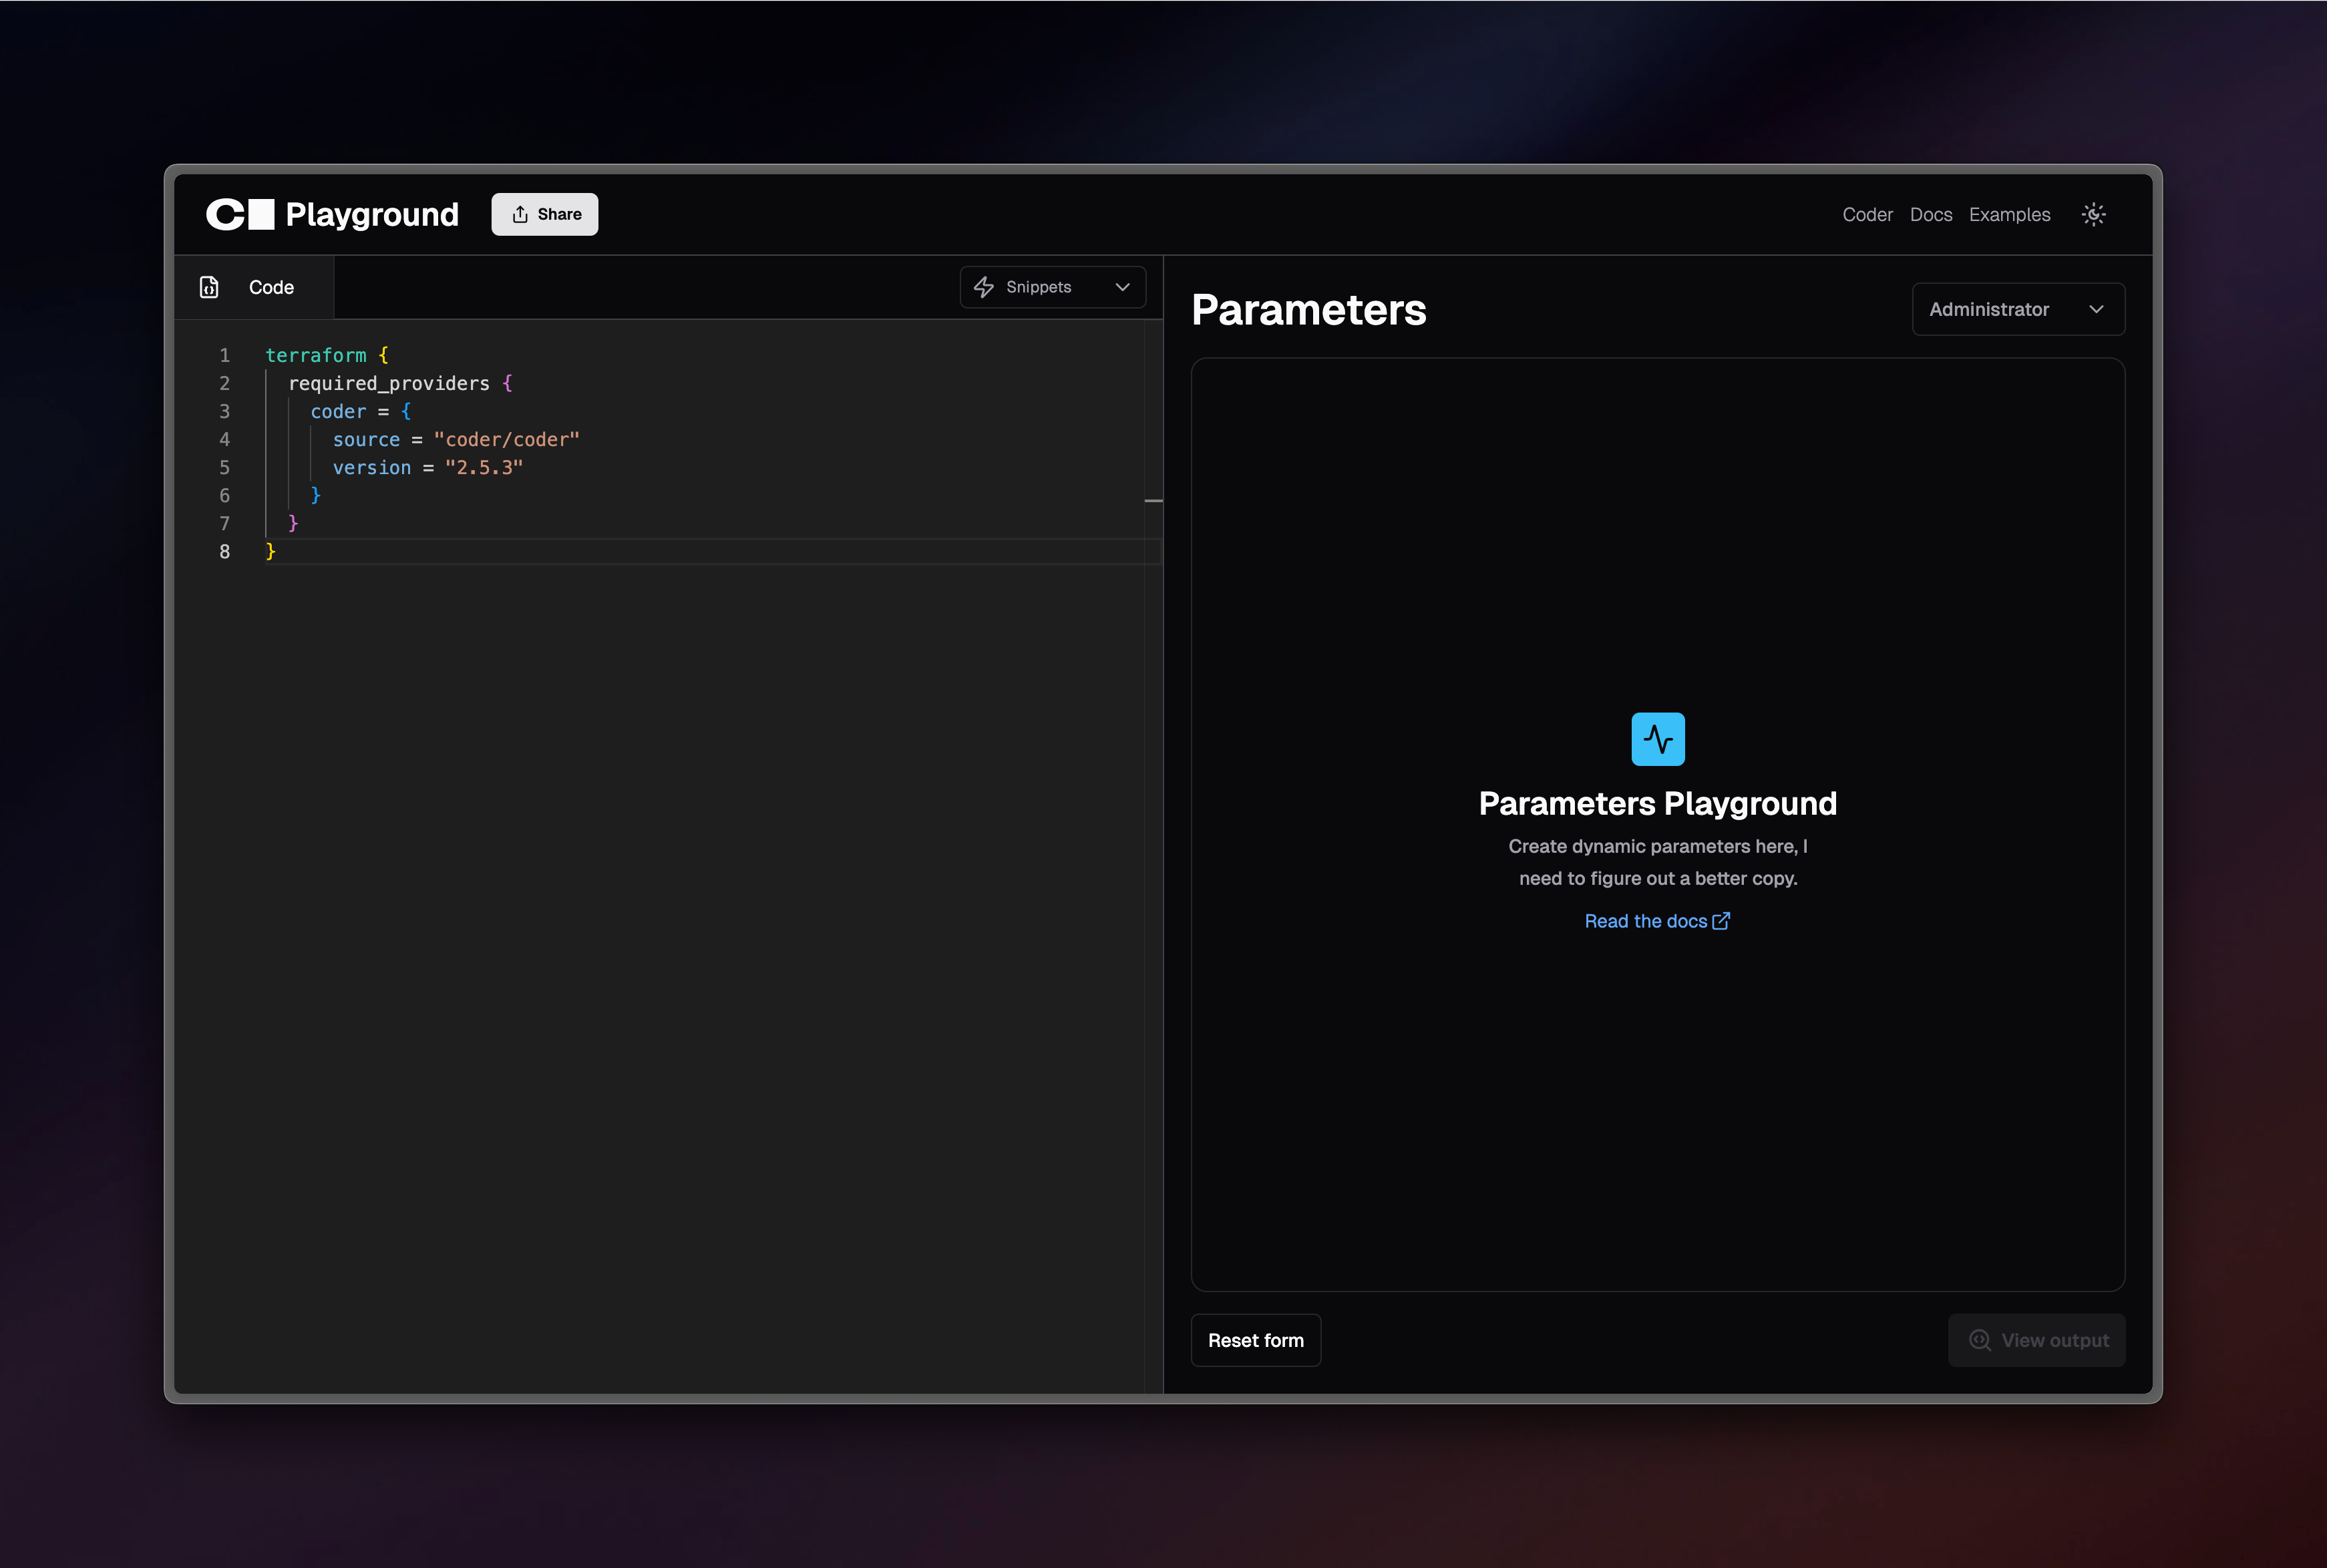 Playground
Share
Coder
Docs
Examples
Code
Snippets
1 terraform {
2   required_providers {
3     coder = {
4       source = "coder/coder"
5       version = "2.5.3"
6     }
7   }
8 }
Parameters
Administrator
Parameters Playground
Create dynamic parameters here, I
need to figure out a better copy.
Read the docs
Reset form
View output